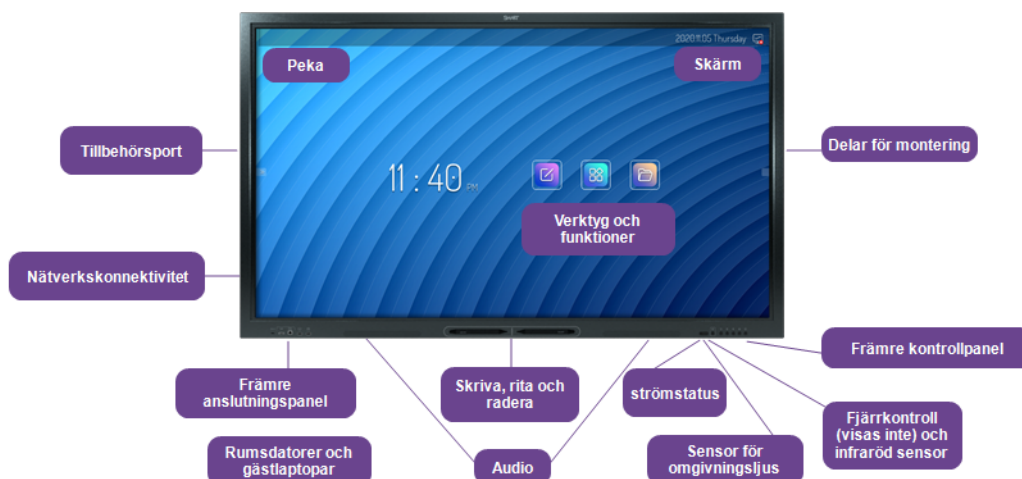 SMART
2020.11.05 Thursday
Peka
Skärm
Tillbehörsport
Delar för montering
11 : 40 PM
Verktyg och
funktioner
Nätverkskonnektivitet
Främre kontrollpanel
Främre
anslutningspanel
Skriva, rita och
radera
strömstatus
Fjärrkontroll
(visas inte) och
infraröd sensor
Rumsdatorer och
gästlaptopar
Audio
Sensor för
omgivningsljus